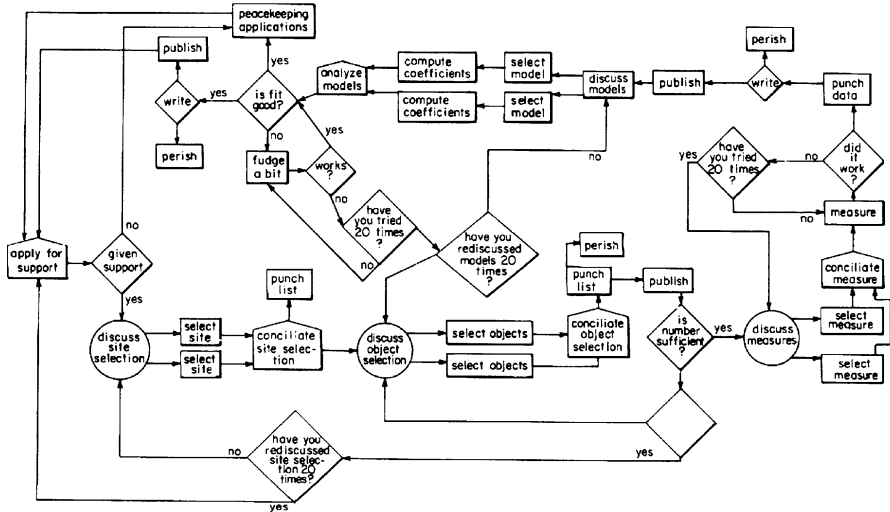 peacekeeping
applications
publish
yes
write
perish
yes
is fit
good?
no
yes
fudge
a bit
works
?
no
have
you tried
20 times
?
no
analyze
models
compute
coefficients
compute
coefficients
select
model
select
model
discuss
models
publish
write
perish
punch
data
did
it
work?
no
have
you tried
20 times?
yes
no
measure
conciliate
measure
select
measure
select
measure
discuss
measures
yes
is
number
sufficient
?
publish
punch
list
perish
conciliate
object
selection
select objects
select objects
discuss
object
selection
have you
rediscussed
models 20
times?
no
apply for
support
given
support
no
yes
discuss
site
selection
select
site
select
site
punch
list
conciliate
site selec-
tion
have you
rediscussed
site selec-
tion 20
times?
no
yes
yes